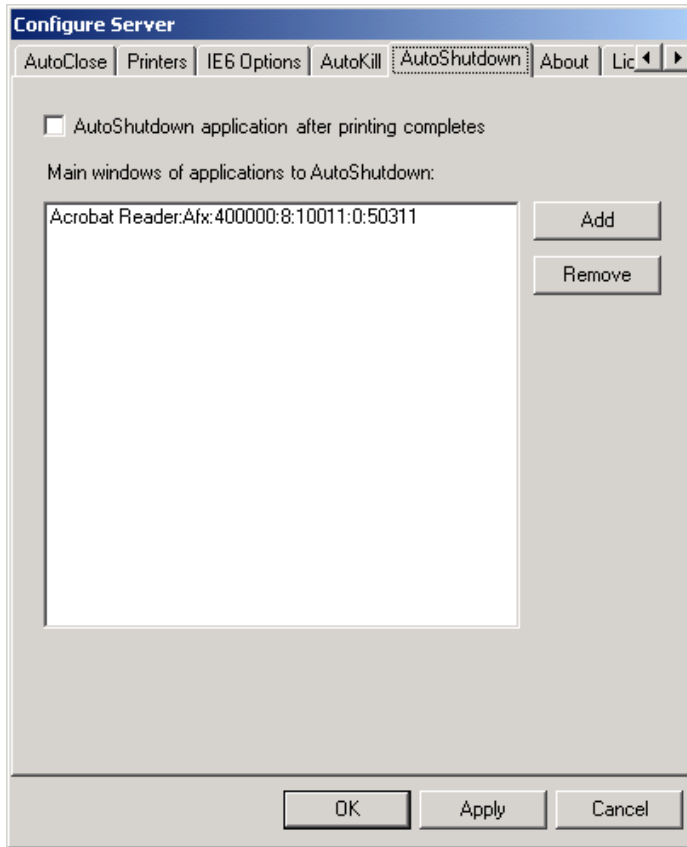 Configure Server
AutoClose Printers IE6 Options AutoKill AutoShutdown About Lic
AutoShutdown application after printing completes
Main windows of applications to AutoShutdown:
Acrobat Reader:Afx:400000:8:10011:0:50311
Add
Remove
OK Apply Cancel